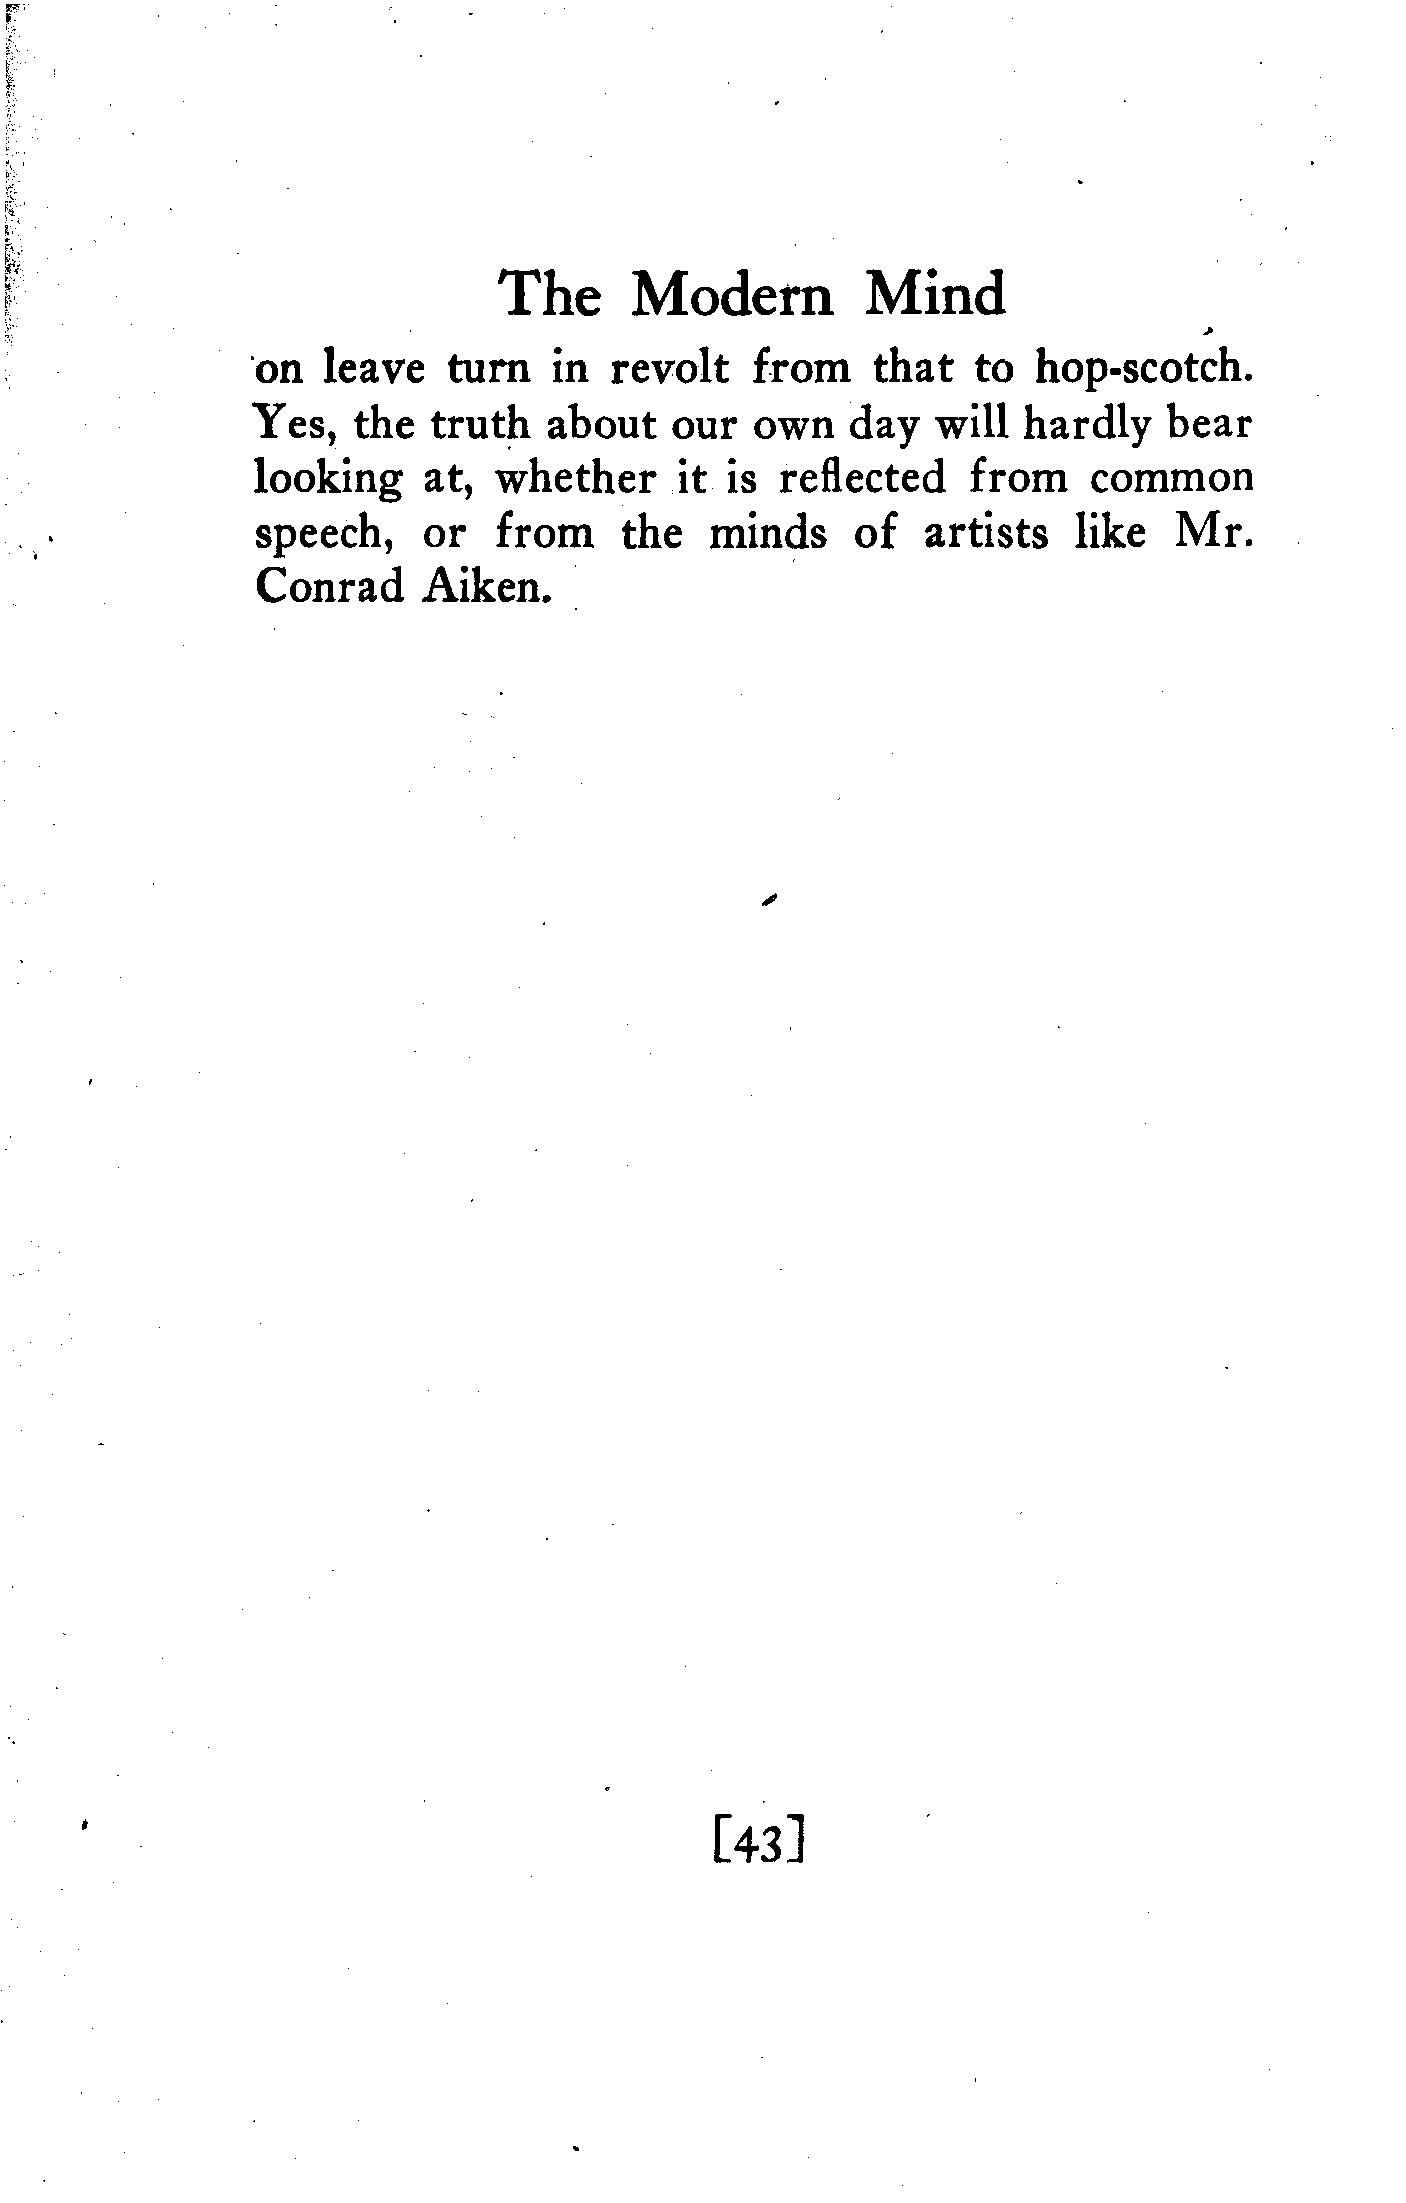 The Modern Mind
on leave turn in revolt from that to hop-scotch.
Yes, the truth about our own day will hardly bear
looking at, whether it is reflected from common
speech, or from the minds of artists like Mr.
Conrad Aiken.
[43]